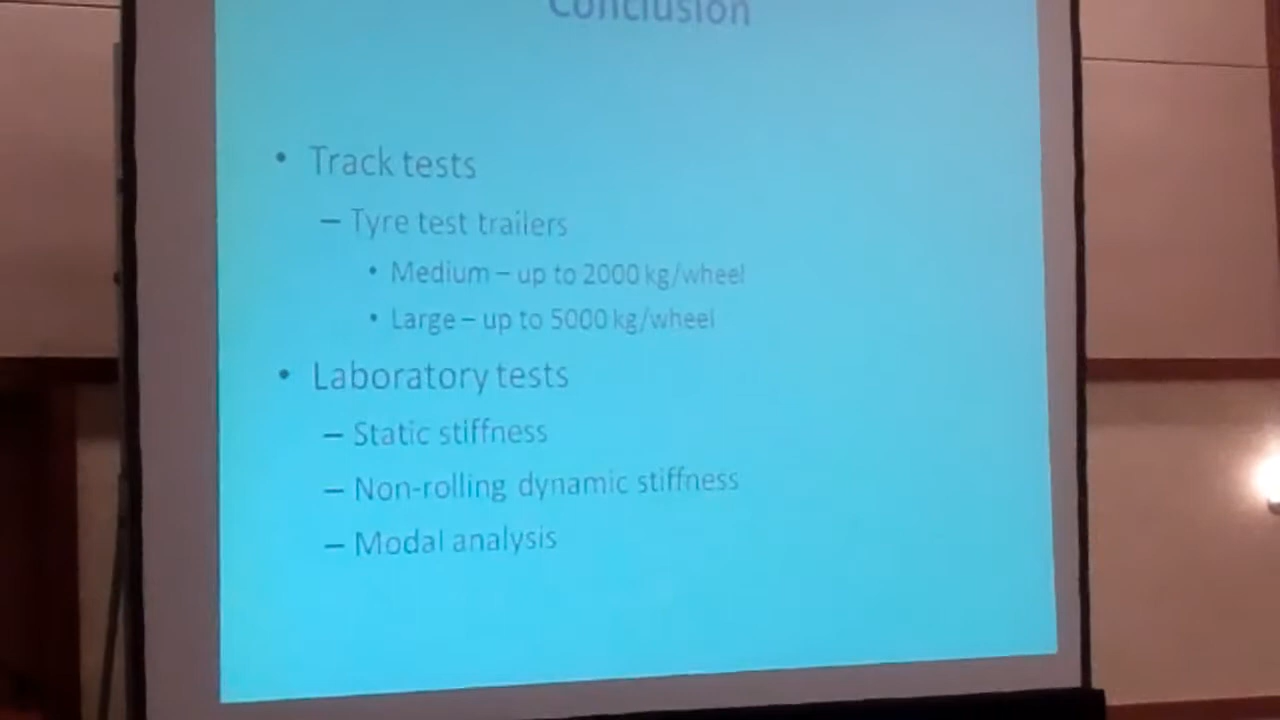 Conclusion
• Track tests
– Tyre test trailers
• Medium – up to 2000 kg/wheel
• Large – up to 5000 kg/wheel
• Laboratory tests
– Static stiffness
– Non-rolling dynamic stiffness
– Modal analysis